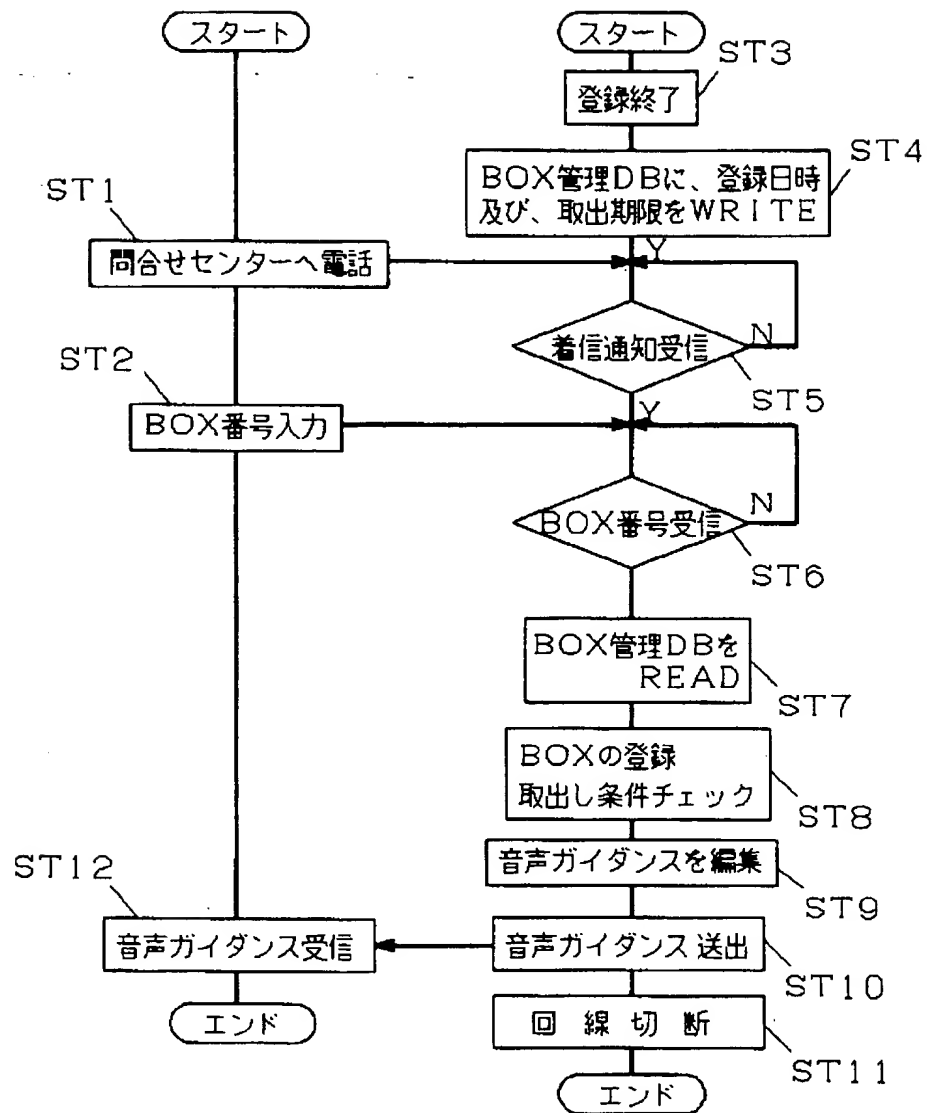 スタート
ST1
問合せセンターへ電話
ST2
BOX番号入力
ST12
音声ガイダンス受信
エンド
スタート
ST3
登録終了
ST4
BOX管理DBに、登録日時
及び、取出期限をWRITE
Y
着信通知受信
N
ST5
Y
BOX番号受信
N
ST6
BOX管理DBを
READ
ST7
BOXの登録
取出し条件チェック
ST8
音声ガイダンスを編集
ST9
音声ガイダンス送出
ST10
回線切断
ST11
エンド